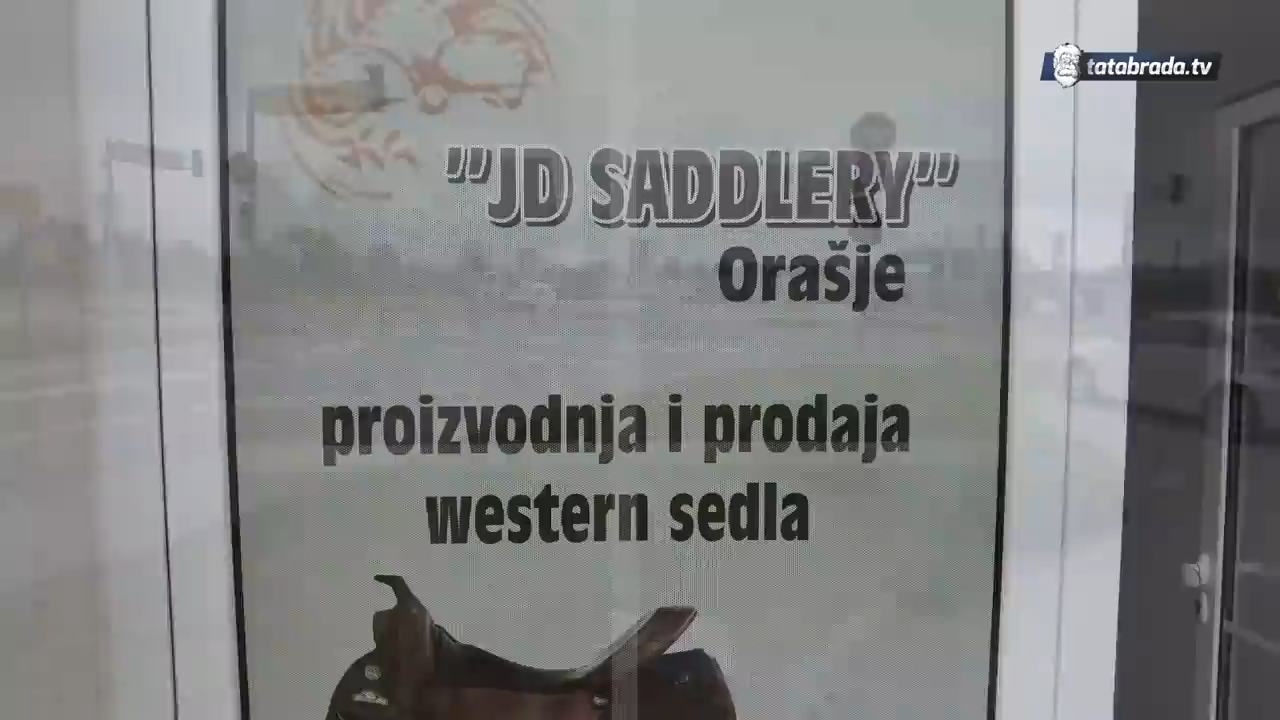 tatabrada.tv
"JD SADDLERY"
Orašje
proizvodnja i prodaja
western sedla